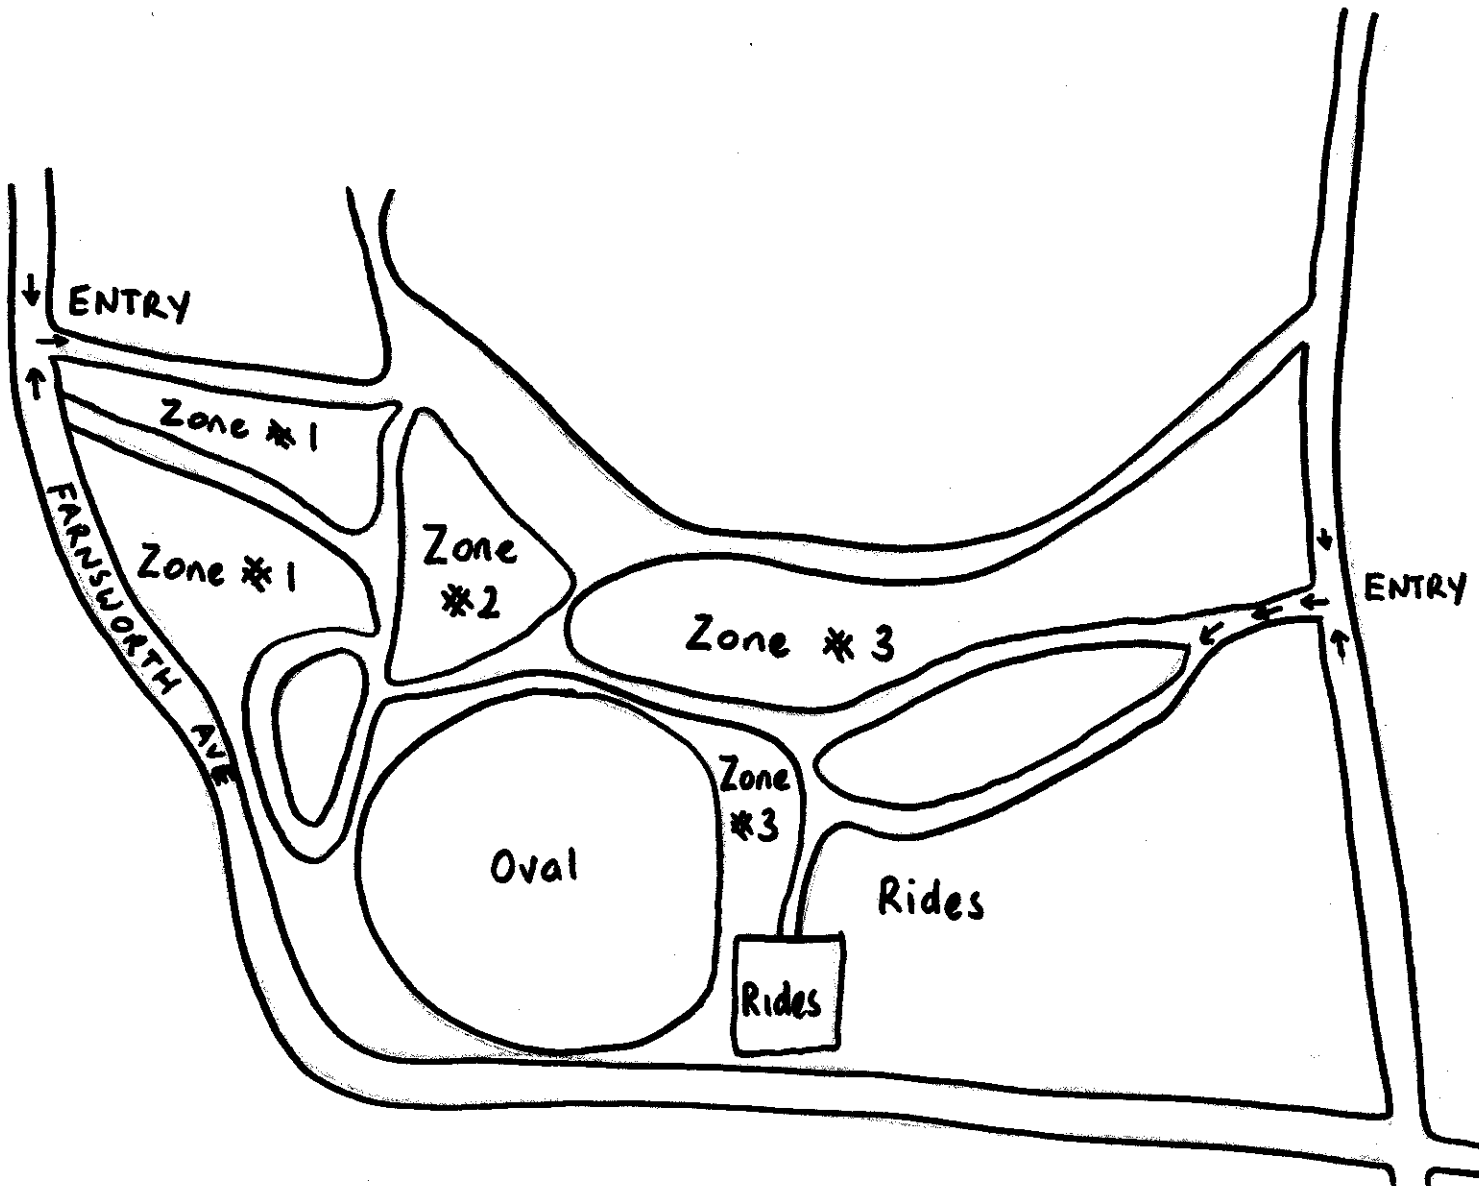 ENTRY
Zone #1
FARNSWORTH AVE
Zone #1
Zone
#2
ENTRY
Zone #3
Zone
#3
Oval
Rides
Rides